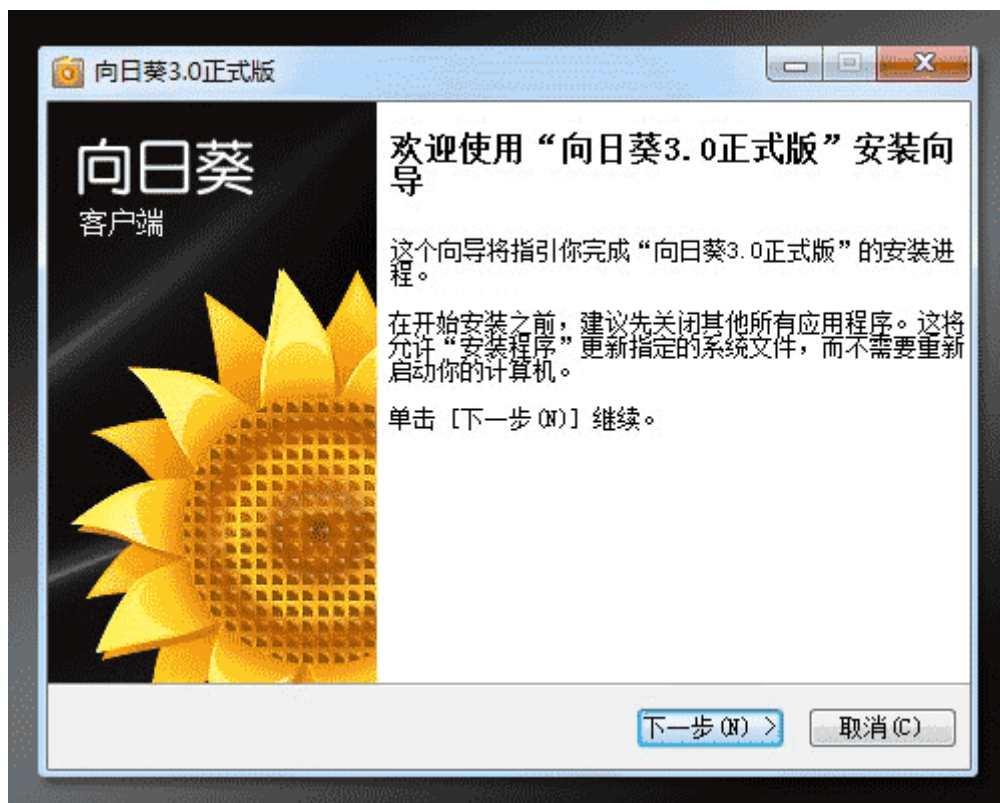 向日葵3.0正式版
向日葵
客户端
欢迎使用“向日葵3.0正式版”安装向
导
这个向导将指引你完成“向日葵3.0正式版”的安装进
程。
在开始安装之前，建议先关闭其他所有应用程序。这将
允许“安装程序”更新指定的系统文件，而不需要重新
启动你的计算机。
单击 [下一步(N)] 继续。
下一步(N) >
取消(C)